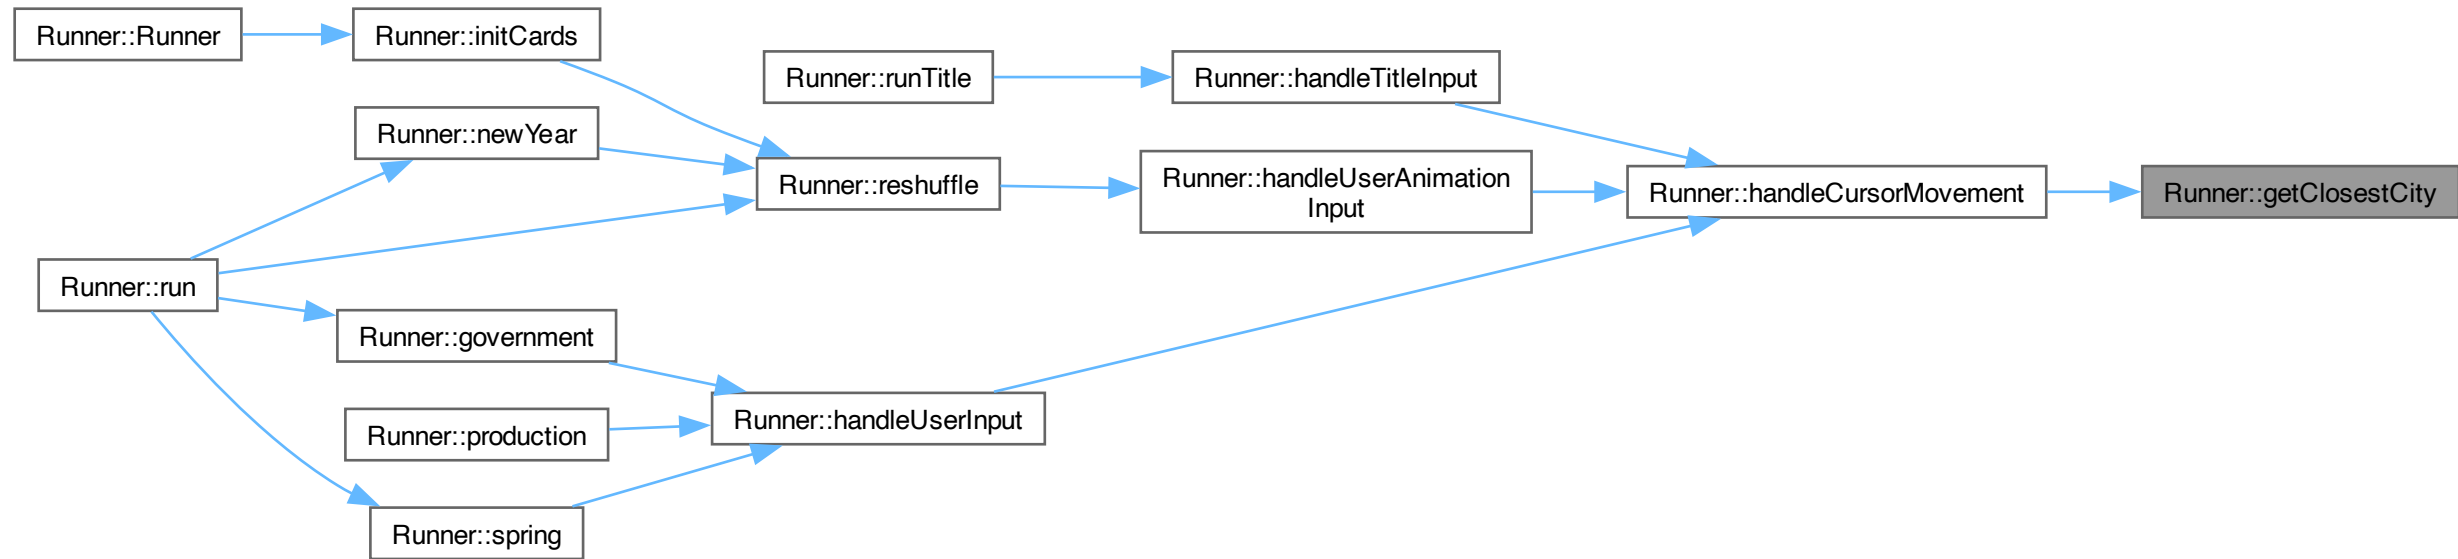 Runner::Runner
Runner::initCards
Runner::runTitle
Runner::handleTitleInput
Runner::newYear
Runner::reshuffle
Runner::handleUserAnimation
Input
Runner::handleCursorMovement
Runner::getClosestCity
Runner::run
Runner::government
Runner::production
Runner::handleUserInput
Runner::spring